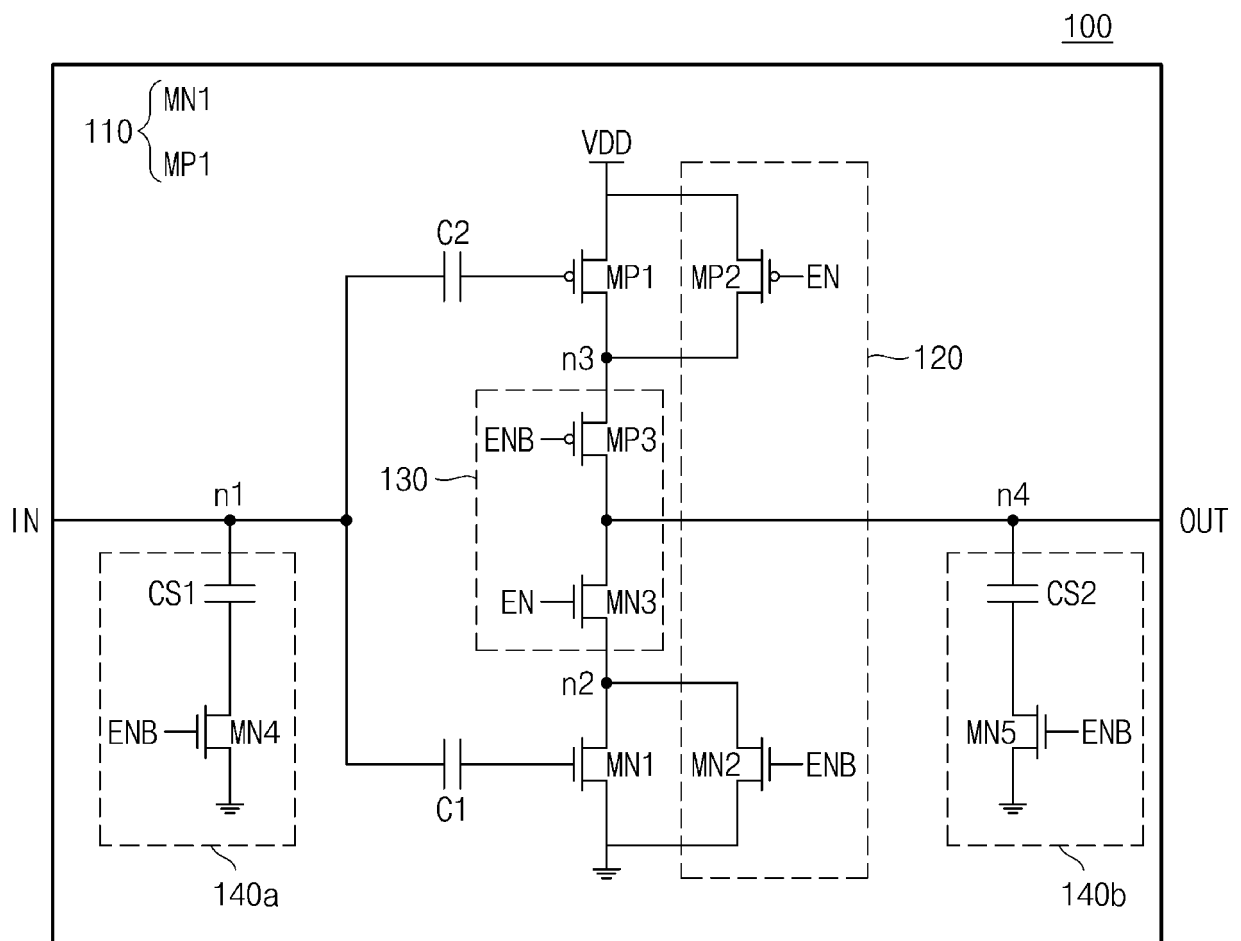 100
110
MN1
MP1
VDD
C2
MP1
MP2
EN
n3
120
ENB
MP3
130
IN
n1
n4
OUT
CS1
EN
MN3
CS2
n2
ENB
MN4
MN1
MN2
ENB
MN5
ENB
C1
140a
140b